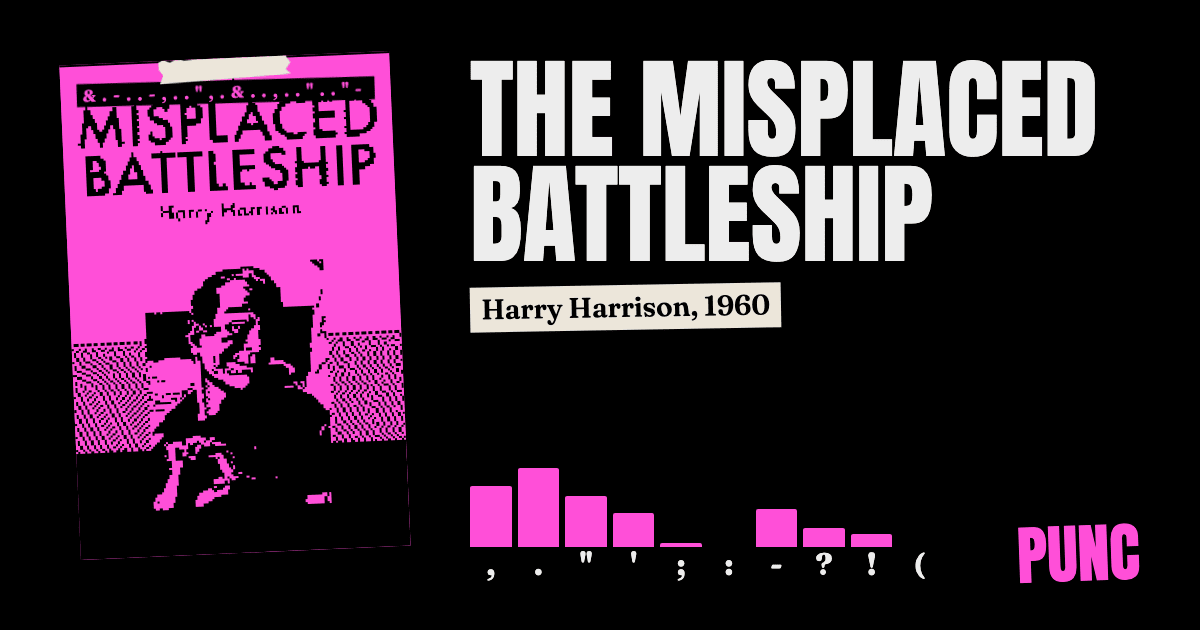 & . - . . - , . . " , . & . . , . . " . . " -
MISPLACED
BATTLESHIP
Harry Harrison
THE MISPLACED
BATTLESHIP
Harry Harrison, 1960
, . " ' ; : - ? ! (
PUNC